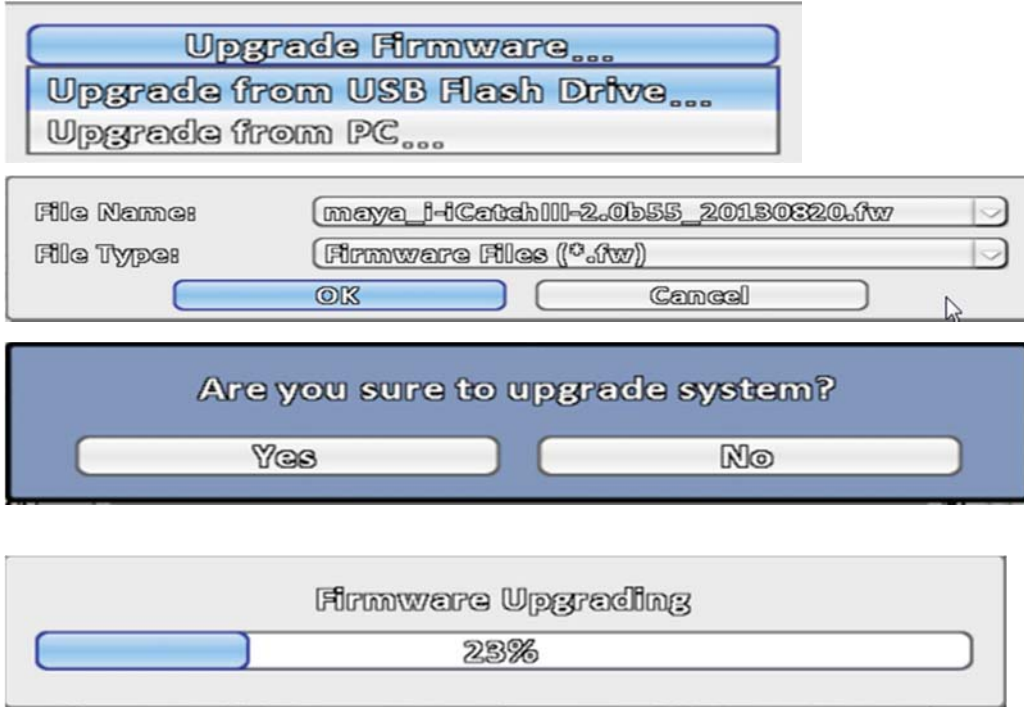 Upgrade Firmware...
Upgrade from USB Flash Drive...
Upgrade from PC...
File Name: maya_i-iCatchIII-2.0b55_20130820.fw
File Type: Firmware Files (*.fw)
OK Cancel
Are you sure to upgrade system?
Yes No
Firmware Upgrading
23%